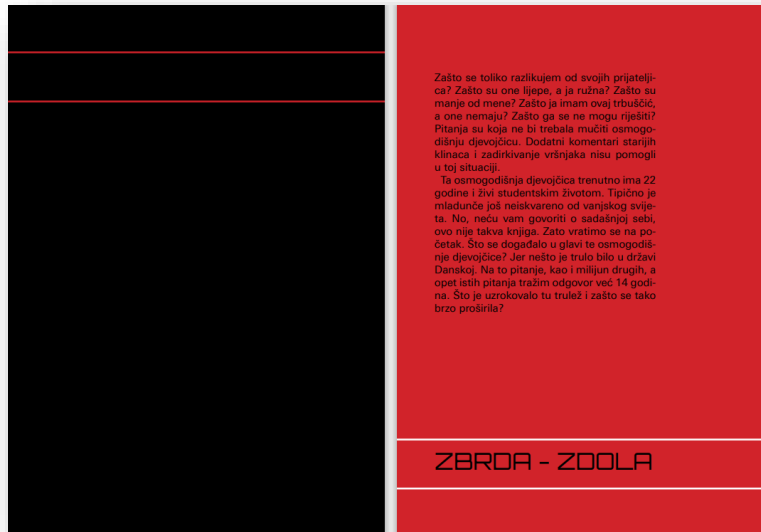 Zašto se toliko razlikujem od svojih prijatelji-
ca? Zašto su one lijepe, a ja ružna? Zašto su
manje od mene? Zašto ja imam ovaj trbuščić,
a one nemaju? Zašto ga se ne mogu riješiti?
Pitanja su koja ne bi trebala mučiti osmogo-
dišnju djevojčicu. Dodatni komentari starijih
klinaca i zadirkivanje vršnjaka nisu pomogli
u toj situaciji.
Ta osmogodišnja djevojčica trenutno ima 22
godine i živi studentskim životom. Tipično je
mladunče još neiskvareno od vanjskog svije-
ta. No, neću vam govoriti o sadašnjoj sebi,
ovo nije takva knjiga. Zato vratimo se na po-
četak. Što se događalo u glavi te osmogodiš-
nje djevojčice? Jer nešto je trulo bilo u državi
Danskoj. Na to pitanje, kao i milijun drugih, a
opet istih pitanja tražim odgovor već 14 godi-
na. Što je uzrokovalo tu trulež i zašto se tako
brzo proširila?
ZBRDA - ZDOLA